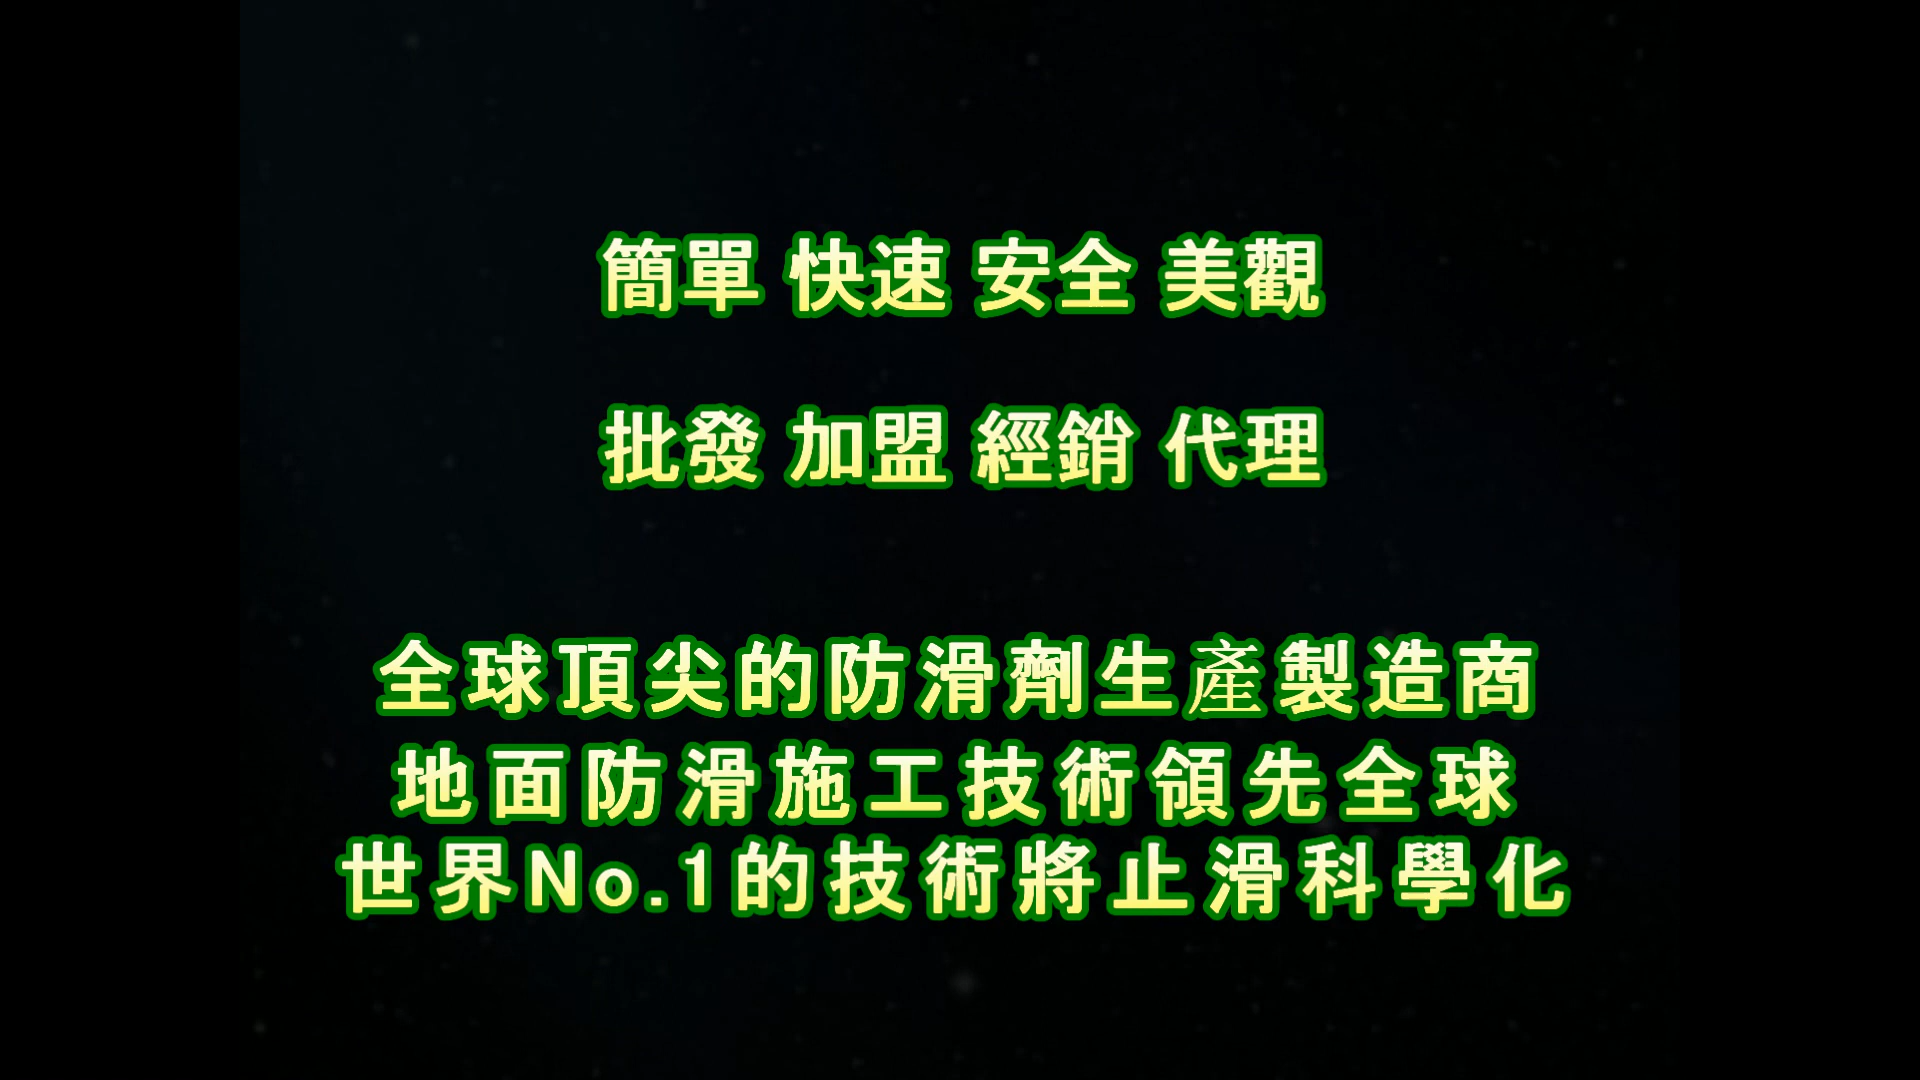 簡單 快速 安全 美觀
批發 加盟 經銷 代理
全球頂尖的防滑劑生產製造商
地面防滑施工技術領先全球
世界No.1的技術將止滑科學化